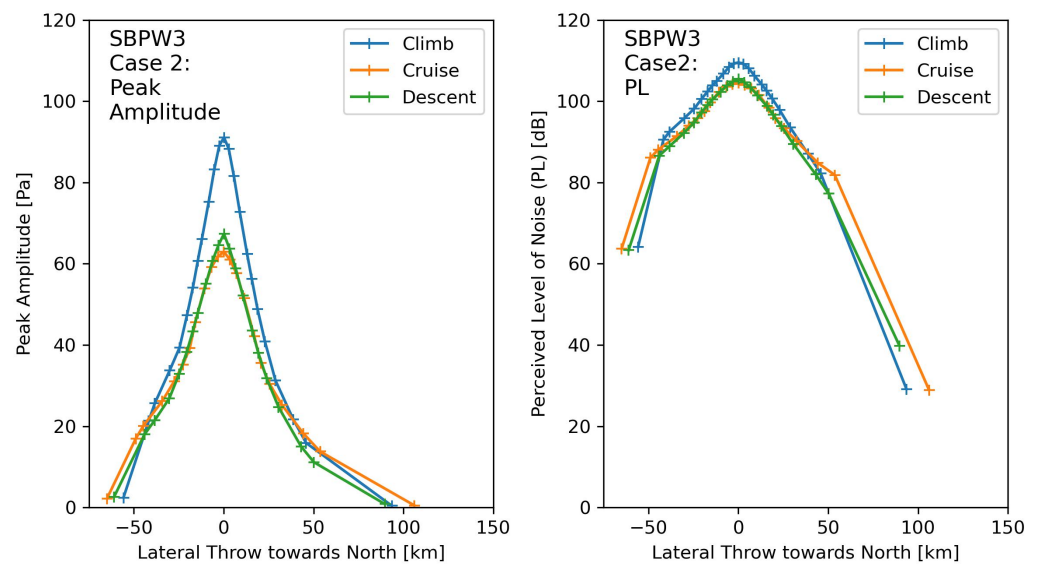 SBPW3
Case 2:
Peak
Amplitude
Climb
Cruise
Descent
120
100
80
60
40
20
0
−50
0
50
100
150
Peak Amplitude [Pa]
Lateral Throw towards North [km]
SBPW3
Case2:
PL
Climb
Cruise
Descent
120
100
80
60
40
20
0
−50
0
50
100
150
Perceived Level of Noise (PL) [dB]
Lateral Throw towards North [km]